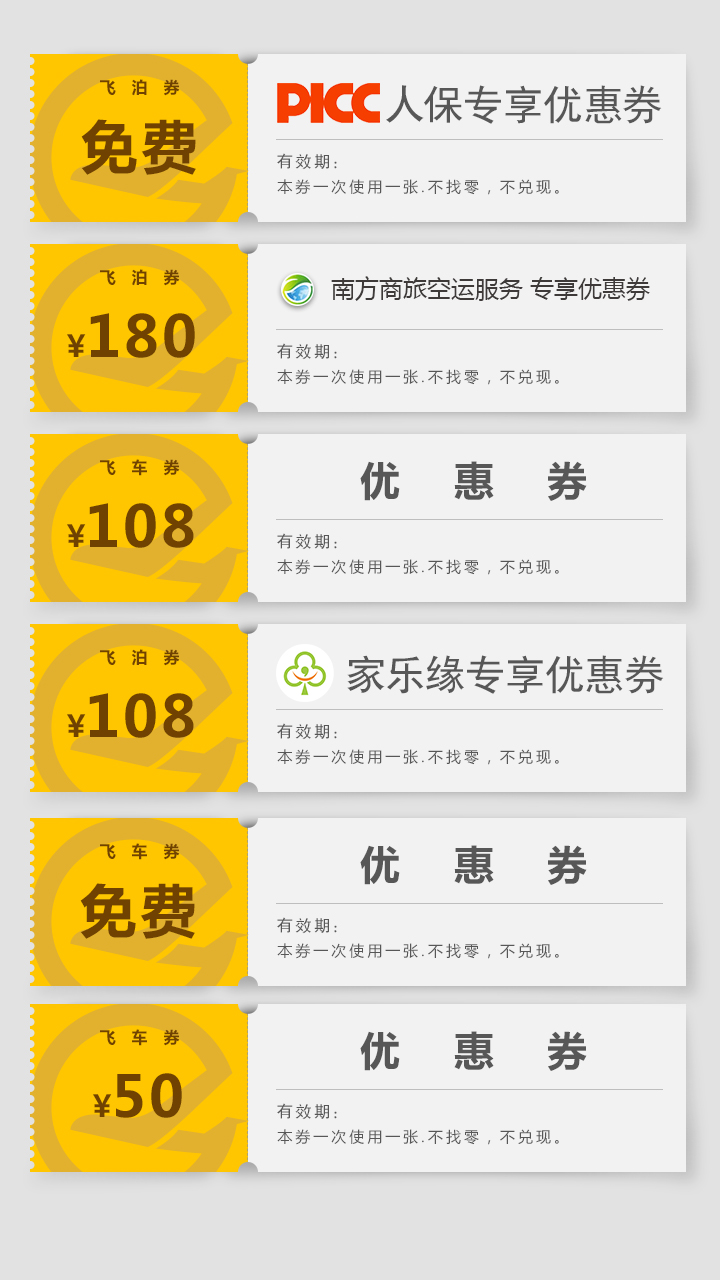 飞泊券
免费
PICC人保专享优惠券
有效期：
本券一次使用一张.不找零，不兑现。
飞泊券
¥180
南方商旅空运服务 专享优惠券
有效期：
本券一次使用一张.不找零，不兑现。
飞车券
¥108
优惠券
有效期：
本券一次使用一张.不找零，不兑现。
飞泊券
¥108
家乐缘专享优惠券
有效期：
本券一次使用一张.不找零，不兑现。
飞车券
免费
优惠券
有效期：
本券一次使用一张.不找零，不兑现。
飞车券
¥50
优惠券
有效期：
本券一次使用一张.不找零，不兑现。